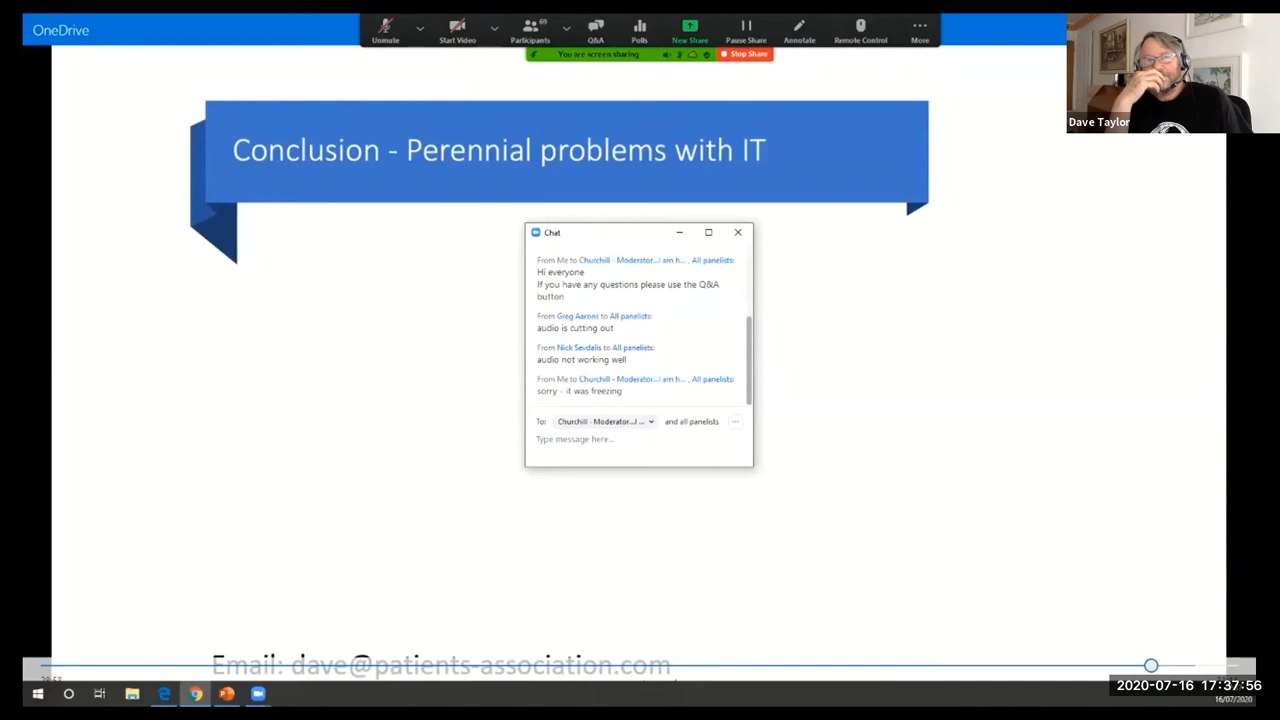 OneDrive
69
Unmute
Start Video
Participants
Q&A
Polls
New Share
Pause Share
Annotate
Remote Control
More
You are screen sharing
Stop Share
Dave Taylor
Conclusion - Perennial problems with IT
Chat
From Me to Churchill - Moderator...I am h... , All panelists:
Hi everyone
If you have any questions please use the Q&A
button
From Greg Aarons to All panelists:
audio is cutting out
From Nick Sevdalis to All panelists:
audio not working well
From Me to Churchill - Moderator...I am h... , All panelists:
sorry - it was freezing
To: Churchill - Moderator...I ... and all panelists
Type message here...
Email: dave@patients-association.com
2020-07-16 17:37:56
16/07/2020